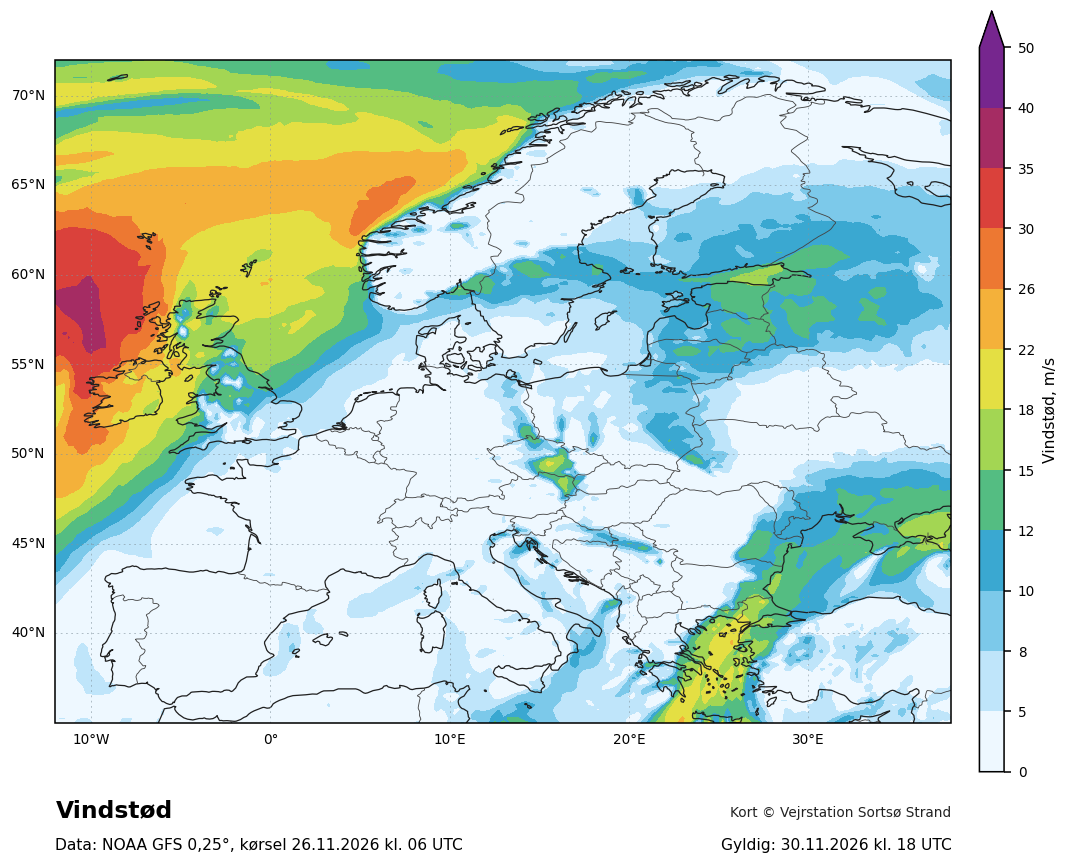 50
40
35
30
26
22
18
15
12
10
8
5
0
Vindstød, m/s
70°N
65°N
60°N
55°N
50°N
45°N
40°N
10°W
0°
10°E
20°E
30°E
Vindstød
Kort © Vejrstation Sortsø Strand
Data: NOAA GFS 0,25°, kørsel 26.11.2026 kl. 06 UTC
Gyldig: 30.11.2026 kl. 18 UTC